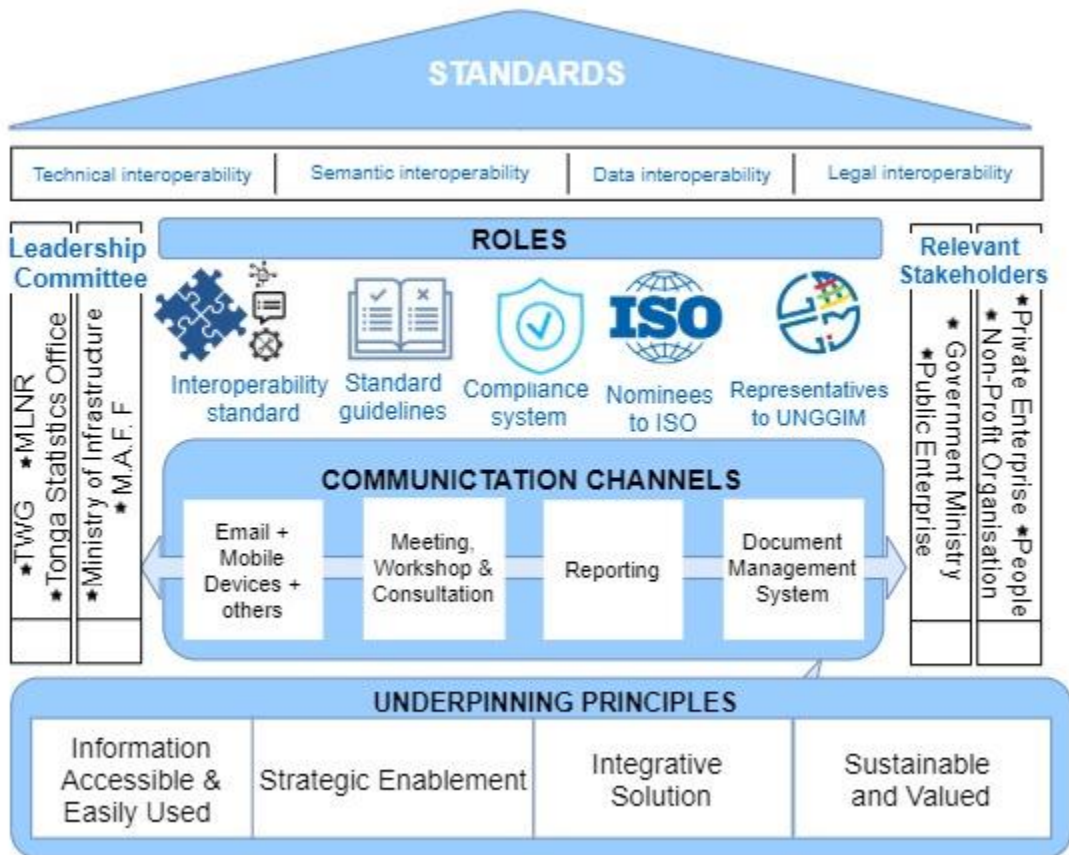 STANDARDS
Technical interoperability
Semantic interoperability
Data interoperability
Legal interoperability
Leadership
Committee
★TWG ★MLNR
★Tonga Statistics Office
★Ministry of Infrastructure
★M.A.F.F
ROLES
Interoperability
standard
Standard
guidelines
Compliance
system
ISO
Nominees
to ISO
Representatives
to UNGGIM
Relevant
Stakeholders
★Public Enterprise
★Government Ministry
★Non-Profit Organisation
★Private Enterprise ★People
COMMUNICTATION CHANNELS
Email +
Mobile
Devices +
others
Meeting,
Workshop &
Consultation
Reporting
Document
Management
System
UNDERPINNING PRINCIPLES
Information
Accessible &
Easily Used
Strategic Enablement
Integrative
Solution
Sustainable
and Valued